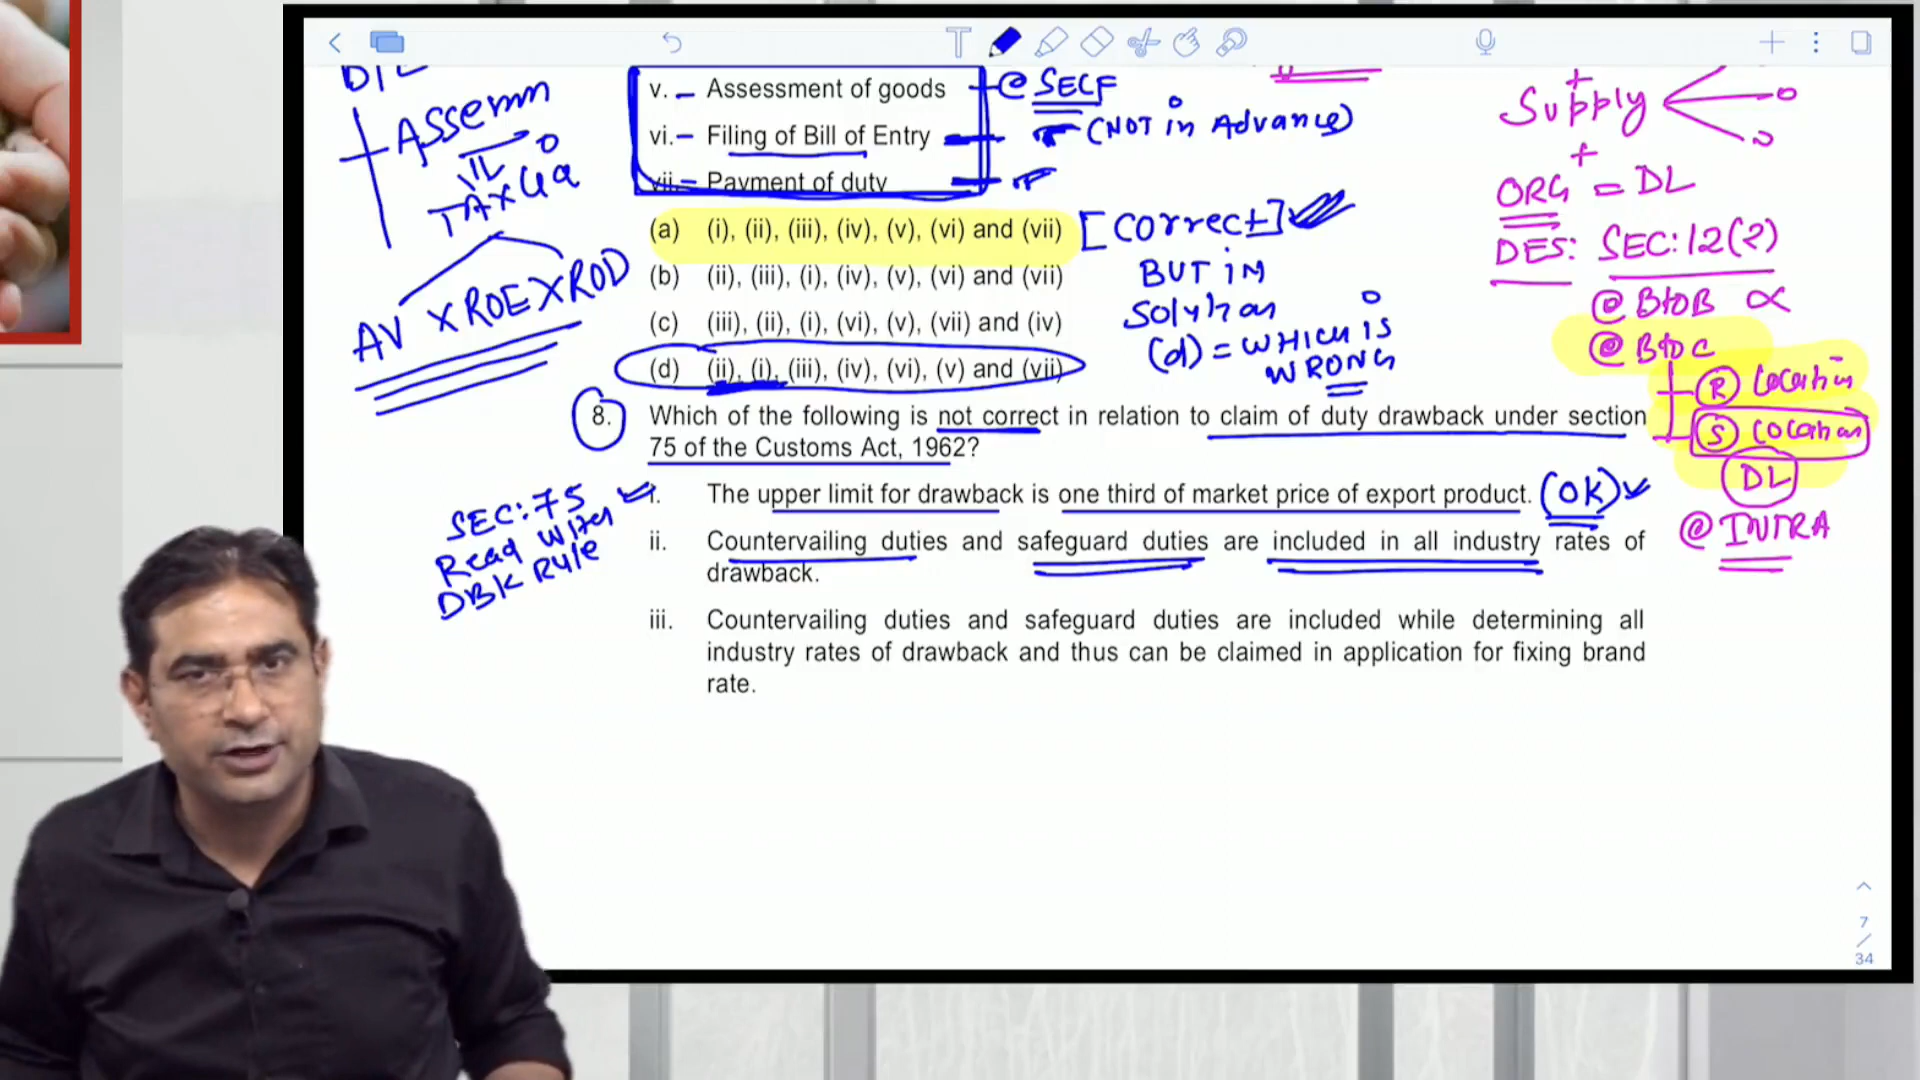 Assemn
TAXGA
AV X ROE X ROD
v. Assessment of goods @ SELF
vi. Filing of Bill of Entry (NOT in Advance)
vii. Payment of duty
(a) (i), (ii), (iii), (iv), (v), (vi) and (vii) [Correct]
(b) (ii), (iii), (i), (iv), (v), (vi) and (vii) BUT in
(c) (iii), (ii), (i), (vi), (v), (vii) and (iv)
(d) (ii), (i), (iii), (iv), (vi), (v) and (vii) (d) = WHICH IS
WRONG
8. Which of the following is not correct in relation to claim of duty drawback under section
75 of the Customs Act, 1962?
i. The upper limit for drawback is one third of market price of export product. (OK)
ii. Countervailing duties and safeguard duties are included in all industry rates of
drawback.
iii. Countervailing duties and safeguard duties are included while determining all
industry rates of drawback and thus can be claimed in application for fixing brand
rate.
SEC:75
Read
DBK Rule
+
Supply
+
ORG = DL
DES: SEC:12(2)
@ BtoB
@ BtoC
R Location
S Location
DL
@ INTRA
7
/
34